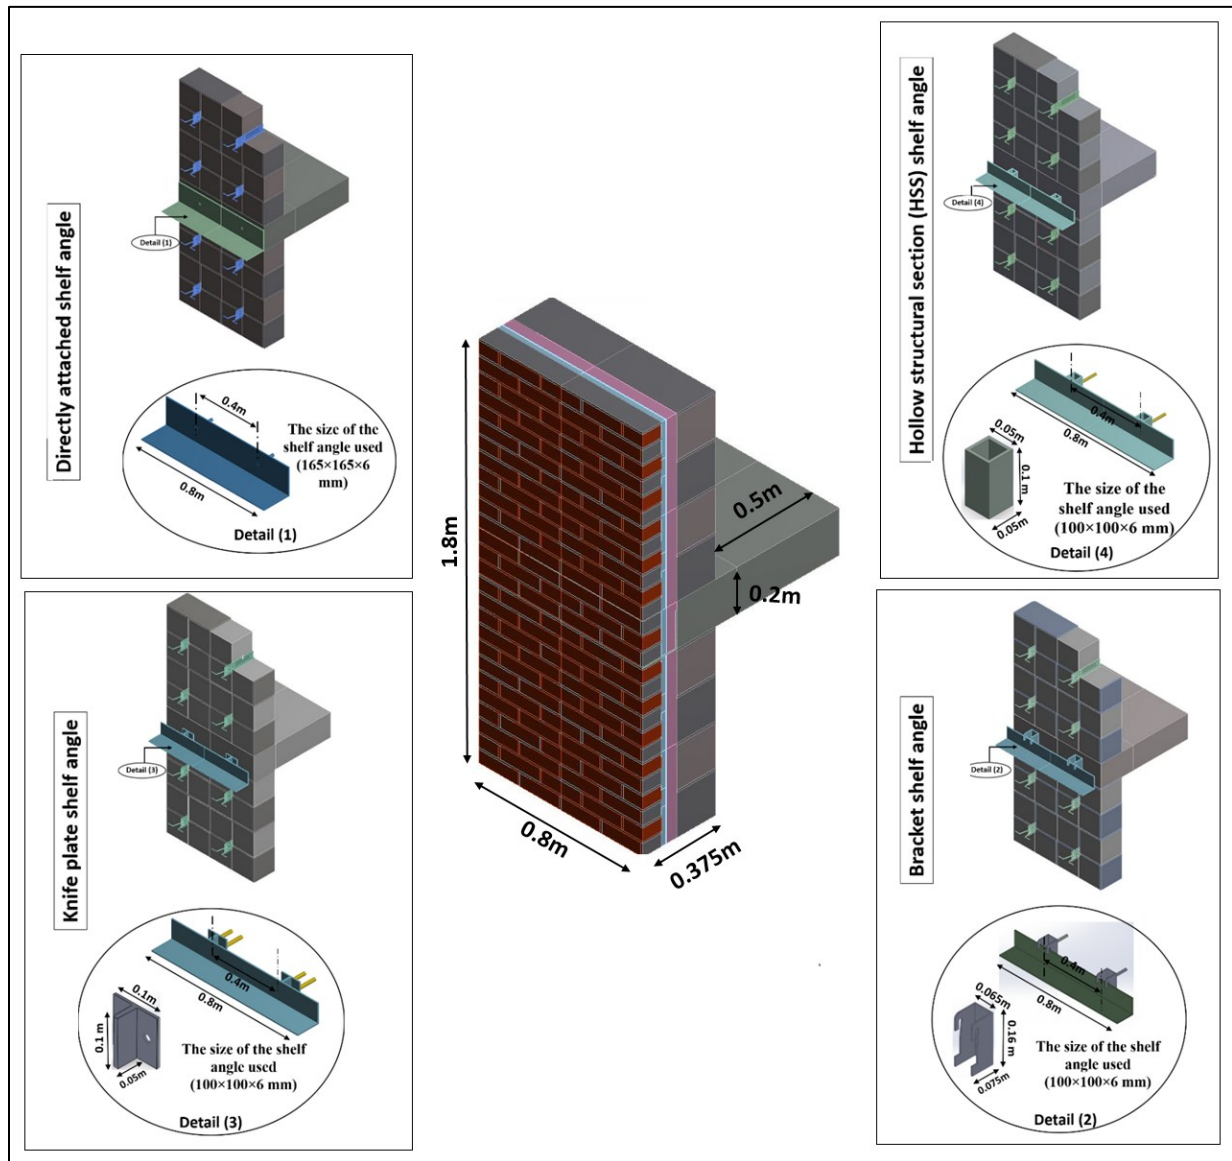 Directly attached shelf angle
Detail (1)
0.4m
0.8m
The size of the
shelf angle used
(165×165×6
mm)
Detail (1)
Hollow structural section (HSS) shelf angle
Detail (4)
0.4m
0.8m
0.05m
0.1 m
0.05m
The size of the
shelf angle used
(100×100×6 mm)
Detail (4)
1.8m
0.5m
0.2m
0.8m
0.375m
Knife plate shelf angle
Detail (3)
0.4m
0.8m
0.1m
0.1 m
0.05m
The size of the shelf
angle used
(100×100×6 mm)
Detail (3)
Bracket shelf angle
Detail (2)
0.4m
0.8m
0.065m
0.16 m
0.075m
The size of the shelf
angle used
(100×100×6 mm)
Detail (2)